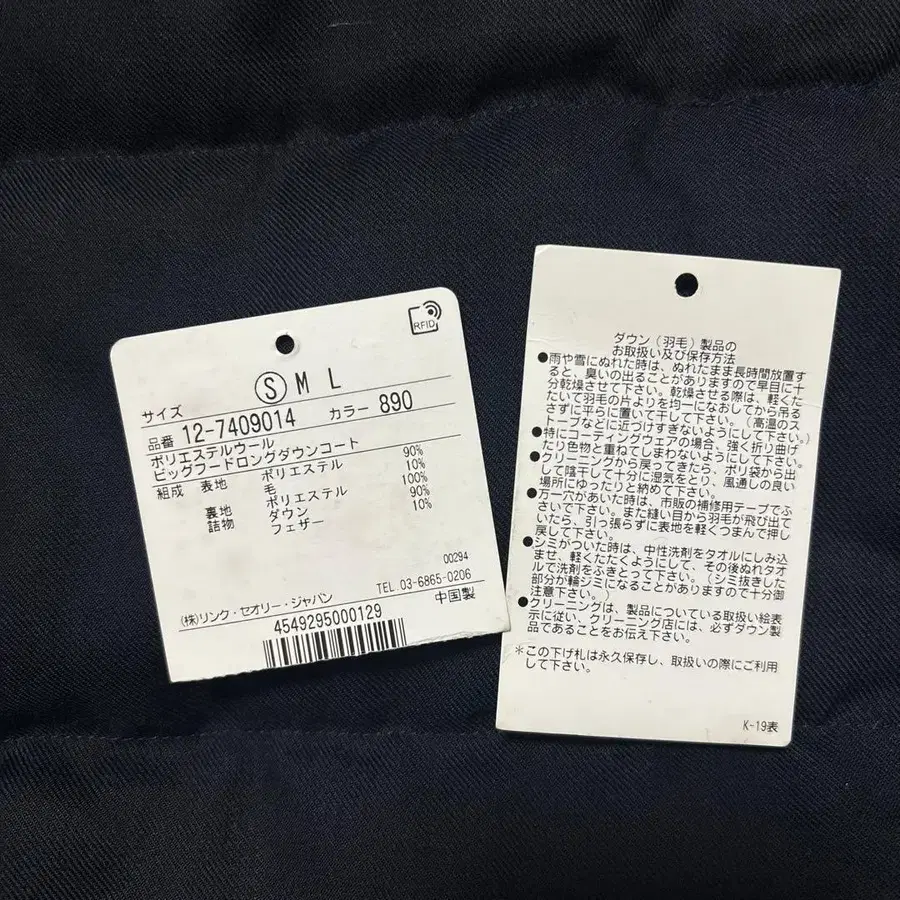 RFID
サイズ Ⓢ M L
品番 12-7409014 カラー 890
ポリエステルウール
ビッグフードロングダウンコート
組成 表地 ポリエステル 90%
毛 10%
裏地 ポリエステル 100%
詰物 ダウン 90%
フェザー 10%
00294
TEL 03-6865-0206
(株)リンク・セオリー・ジャパン 中国製
4549295000129
ダウン(羽毛)製品の
お取扱い及び保存方法
●雨や雪にぬれた時は、ぬれたまま長時間放置す
ると、臭いの出ることがありますので早目に十
分乾燥させて下さい。乾燥させる際は、軽くた
たいて羽毛の片よりを均一になおしてから吊る
さずに平らに置いて干して下さい。(高温のス
トーブなどに近づけすぎないようにして下さい。)
●特にコーティングウェアの場合、強く折り曲げ
たり色物と重ねてしまわないようにして下さい。
●クリーニングから戻ってきたら、ポリ袋から出
して陰干しで十分に湿気をとり、風通しの良い
場所にゆったりと納めて下さい。
●万一穴があいた時は、市販の補修用テープでふ
さいで下さい。また縫い目から羽毛が飛び出て
いたら、引っ張らずに表地を軽くつまんで押し
戻して下さい。
●シミがついた時は、中性洗剤をタオルにしみ込
ませ、軽くたたくようにして、その後ぬれタオ
ルで洗剤をふきとって下さい。(シミ抜きした
部分が輪ジミになることがありますので十分御
注意下さい。)
●クリーニングは、製品についている取扱い絵表
示に従い、クリーニング店には、必ずダウン製
品であることをお伝え下さい。
*この下げ札は永久保存し、取扱いの際にご利用
して下さい。
K-19表